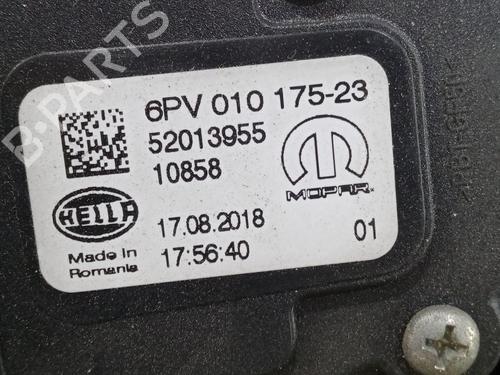 6PV 010 175-23
52013955
10858
MOPAR
HELLA
17.08.2018
Made in
Romania
17:56:40
01
B-PARTS